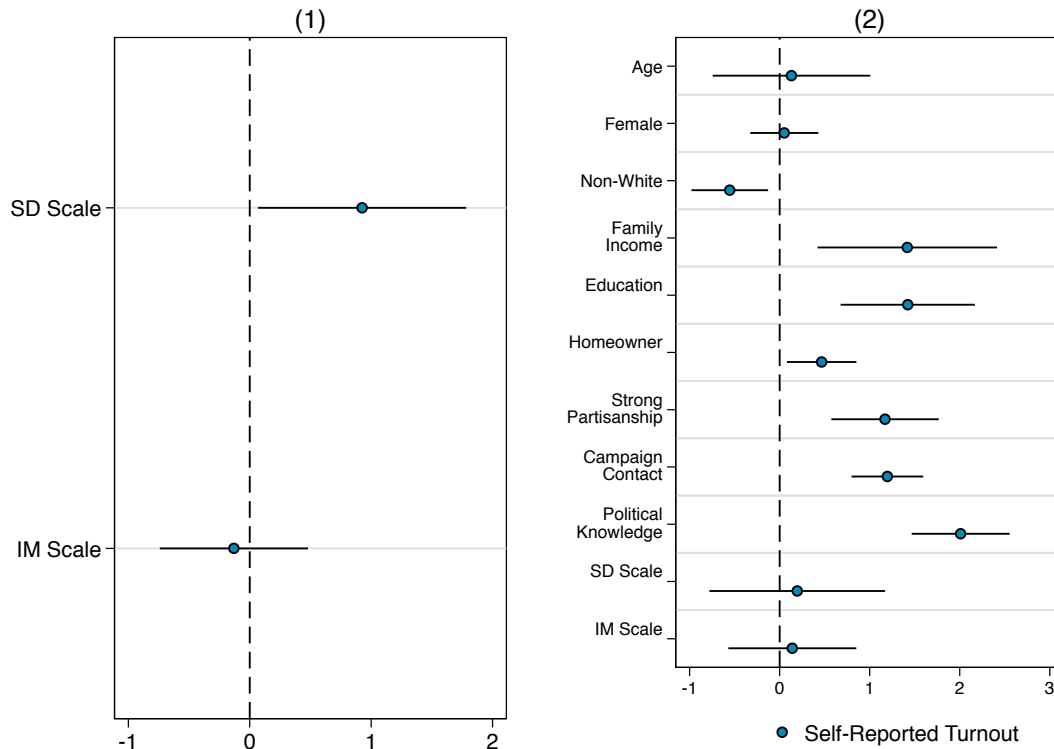 (1)
SD Scale
IM Scale
-1 0 1 2
(2)
Age
Female
Non-White
Family
Income
Education
Homeowner
Strong
Partisanship
Campaign
Contact
Political
Knowledge
SD Scale
IM Scale
-1 0 1 2 3
Self-Reported Turnout